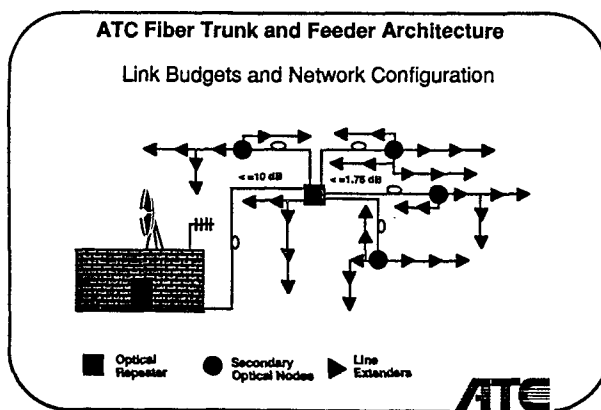 ATC Fiber Trunk and Feeder Architecture
Link Budgets and Network Configuration
<=10 dB
<=1.75 dB
Optical Repeater
Secondary Optical Nodes
Line Extenders
ATC